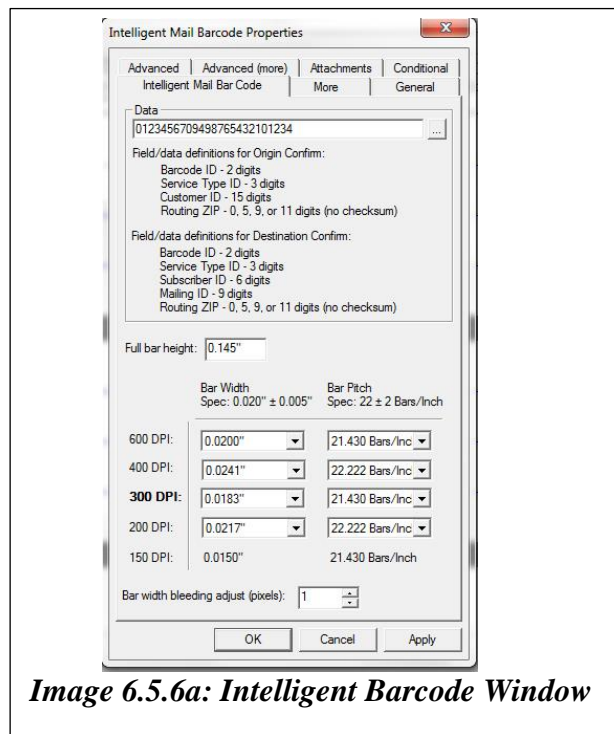 Intelligent Mail Barcode Properties
Advanced Advanced (more) Attachments Conditional
Intelligent Mail Bar Code More General
Data
0123456709498765432101234
...
Field/data definitions for Origin Confirm:
Barcode ID - 2 digits
Service Type ID - 3 digits
Customer ID - 15 digits
Routing ZIP - 0, 5, 9, or 11 digits (no checksum)
Field/data definitions for Destination Confirm:
Barcode ID - 2 digits
Service Type ID - 3 digits
Subscriber ID - 6 digits
Mailing ID - 9 digits
Routing ZIP - 0, 5, 9, or 11 digits (no checksum)
Full bar height: 0.145"
Bar Width Bar Pitch
Spec: 0.020" ± 0.005" Spec: 22 ± 2 Bars/Inch
600 DPI: 0.0200" 21.430 Bars/Inc
400 DPI: 0.0241" 22.222 Bars/Inc
300 DPI: 0.0183" 21.430 Bars/Inc
200 DPI: 0.0217" 22.222 Bars/Inc
150 DPI: 0.0150" 21.430 Bars/Inch
Bar width bleeding adjust (pixels): 1
OK Cancel Apply
Image 6.5.6a: Intelligent Barcode Window